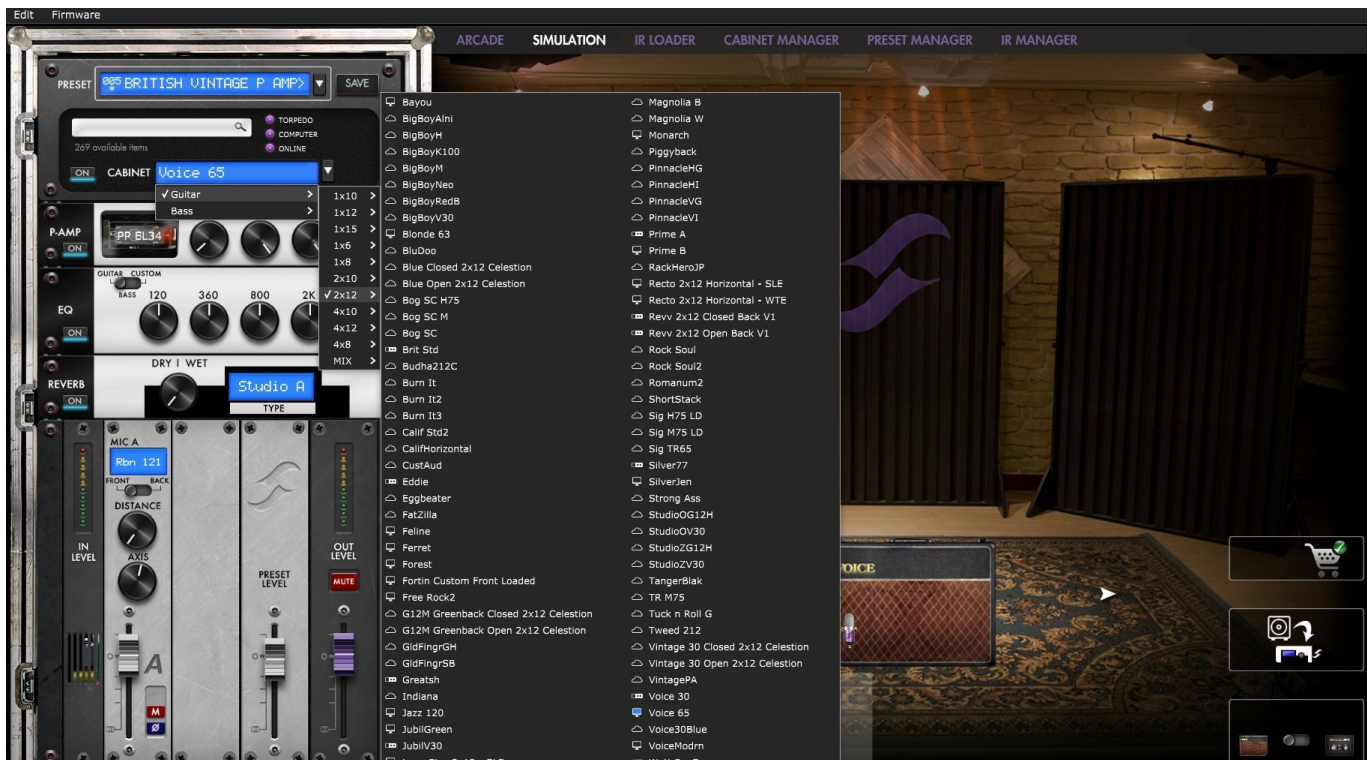 Edit Firmware
ARCADE SIMULATION IR LOADER CABINET MANAGER PRESET MANAGER IR MANAGER
PRESET 005 BRITISH VINTAGE P AMP> SAVE
TORPEDO
COMPUTER
269 available items ONLINE
ON CABINET Voice 65
✓ Guitar >
Bass >
1x10 >
1x12 >
1x15 >
1x6 >
1x8 >
2x10 >
✓ 2x12 >
4x10 >
4x12 >
4x8 >
MIX >
P-AMP
ON
PR EL34
GUITAR CUSTOM
BASS 120 360 800 2K
EQ
ON
DRY | WET
REVERB
ON
Studio A
TYPE
MIC A
Rbn 121
FRONT BACK
DISTANCE
IN LEVEL
AXIS
PRESET LEVEL
OUT LEVEL
MUTE
A
M
Ø
Bayou
BigBoyAlni
BigBoyH
BigBoyK100
BigBoyM
BigBoyNeo
BigBoyRedB
BigBoyV30
Blonde 63
BluDoo
Blue Closed 2x12 Celestion
Blue Open 2x12 Celestion
Bog SC H75
Bog SC M
Bog SC
Brit Std
Budha212C
Burn It
Burn It2
Burn It3
Calif Std2
CalifHorizontal
CustAud
Eddie
Eggbeater
FatZilla
Feline
Ferret
Forest
Fortin Custom Front Loaded
Free Rock2
G12M Greenback Closed 2x12 Celestion
G12M Greenback Open 2x12 Celestion
GldFingrGH
GldFingrSB
Greatsh
Indiana
Jazz 120
JubilGreen
JubilV30
Magnolia B
Magnolia W
Monarch
Piggyback
PinnacleHG
PinnacleHI
PinnacleVG
PinnacleVI
Prime A
Prime B
RackHeroJP
Recto 2x12 Horizontal - SLE
Recto 2x12 Horizontal - WTE
Revv 2x12 Closed Back V1
Revv 2x12 Open Back V1
Rock Soul
Rock Soul2
Romanum2
ShortStack
Sig H75 LD
Sig M75 LD
Sig TR65
Silver77
SilverJen
Strong Ass
StudioOG12H
StudioOV30
StudioZG12H
StudioZV30
TangerBlak
TR M75
Tuck n Roll G
Tweed 212
Vintage 30 Closed 2x12 Celestion
Vintage 30 Open 2x12 Celestion
VintagePA
Voice 30
Voice 65
Voice30Blue
VoiceModrn
VOICE